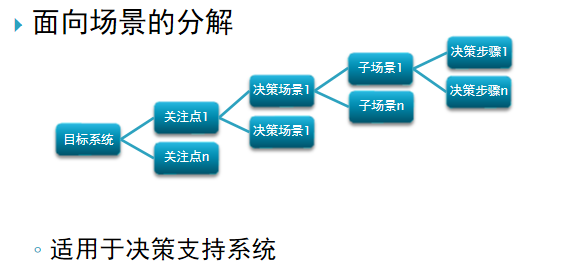 面向场景的分解
目标系统
关注点1
关注点n
决策场景1
决策场景1
子场景1
子场景n
决策步骤1
决策步骤n
适用于决策支持系统